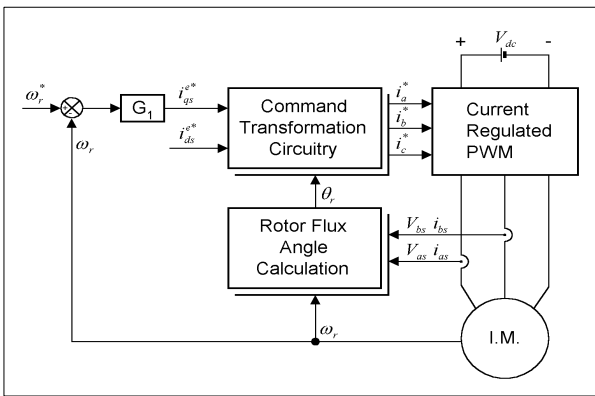 + V_dc -
ω_r^* + - G_1 i_qs^e* Command Transformation Circuitry i_a^* Current Regulated PWM
i_b^*
i_ds^e* i_c^*
ω_r
θ_r
Rotor Flux
Angle
Calculation
V_bs i_bs
V_as i_as
ω_r
I.M.